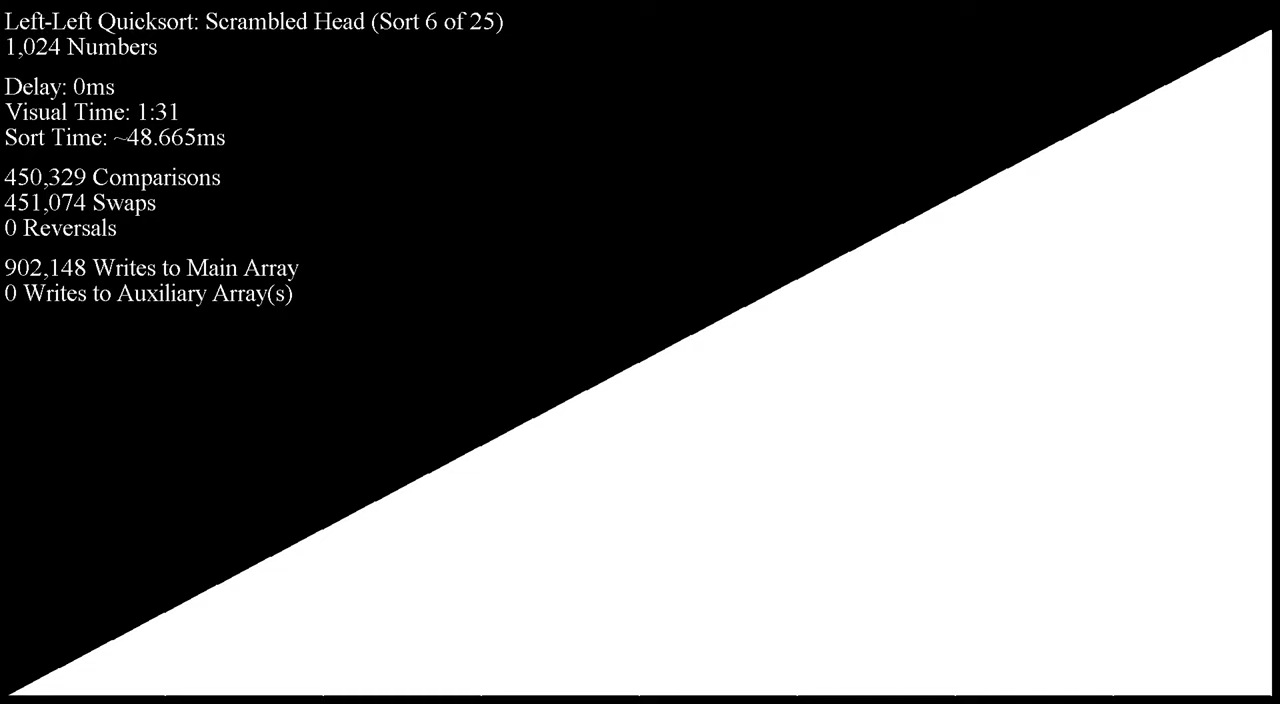 Left-Left Quicksort: Scrambled Head (Sort 6 of 25)
1,024 Numbers
Delay: 0ms
Visual Time: 1:31
Sort Time: ~48.665ms
450,329 Comparisons
451,074 Swaps
0 Reversals
902,148 Writes to Main Array
0 Writes to Auxiliary Array(s)